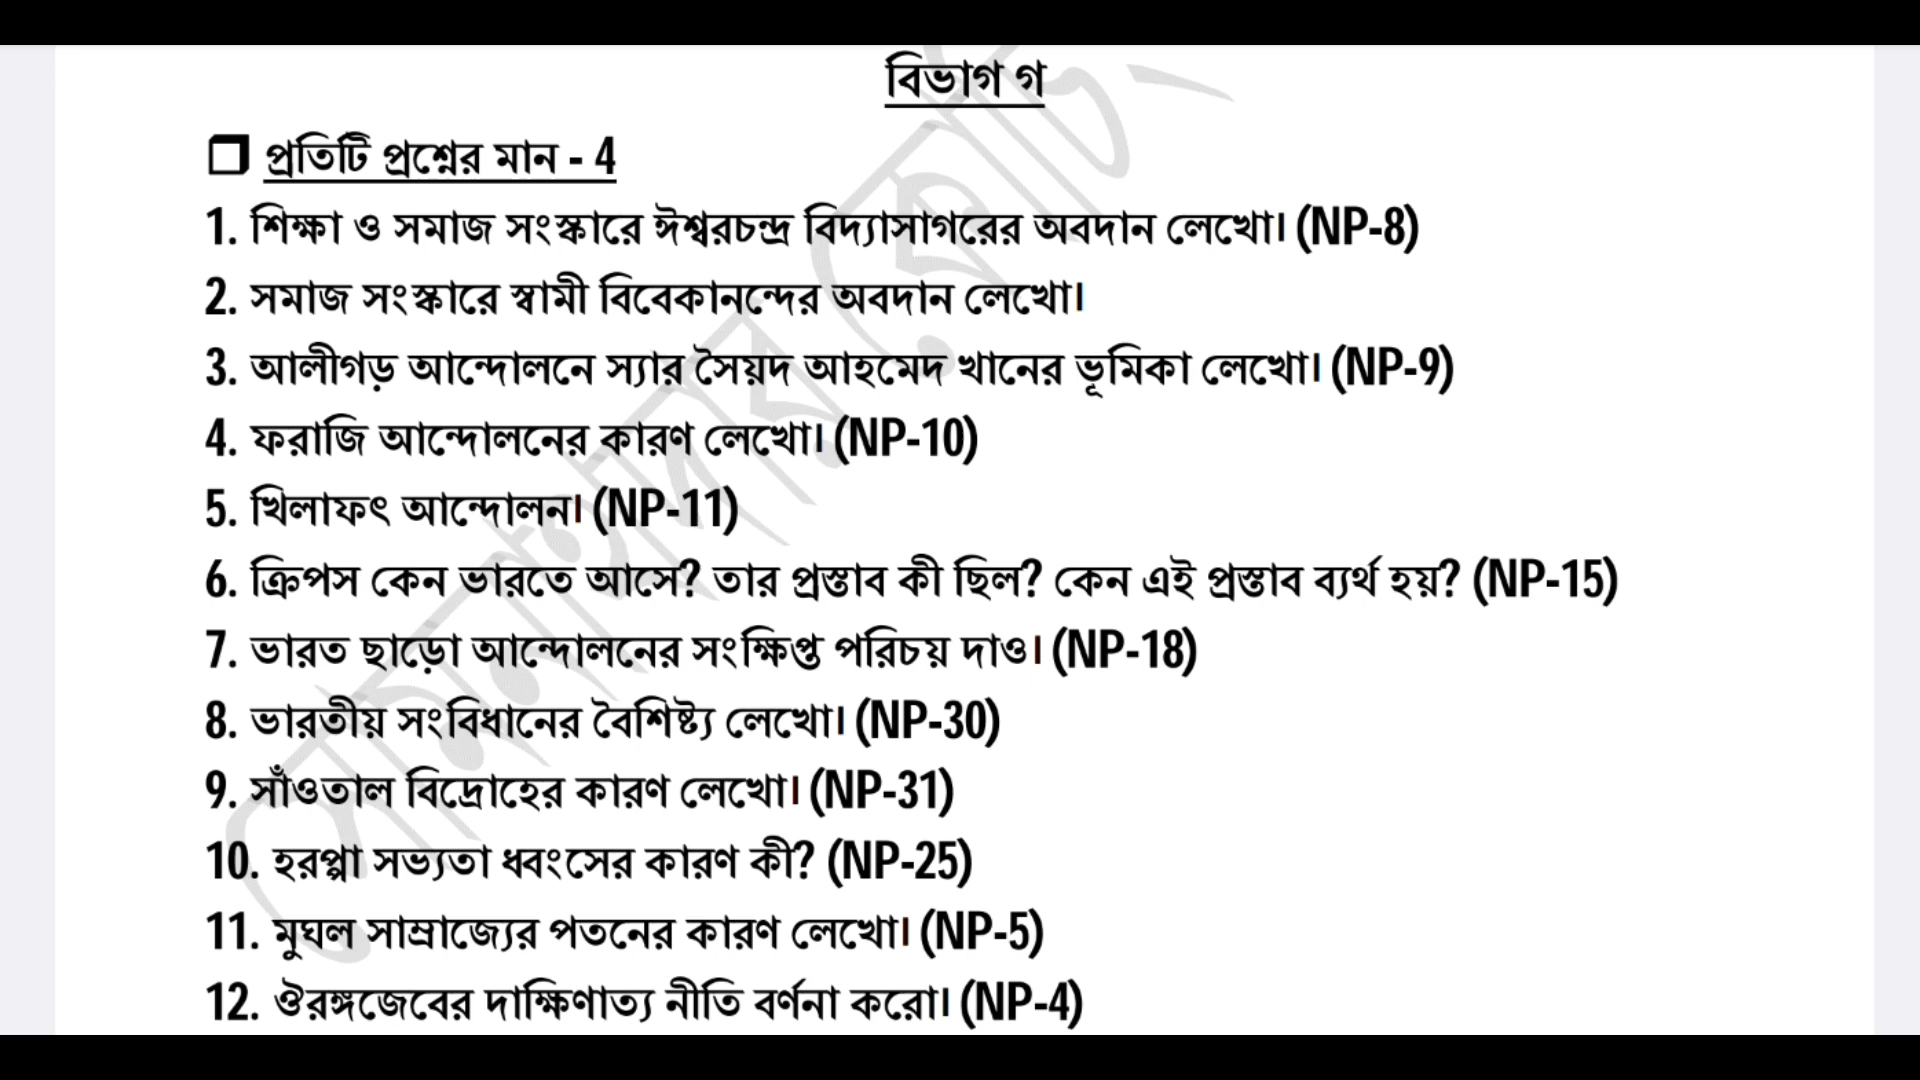 বিভাগ গ
প্রতিটি প্রশ্নের মান - 4
1. শিক্ষা ও সমাজ সংস্কারে ঈশ্বরচন্দ্র বিদ্যাসাগরের অবদান লেখো। (NP-8)
2. সমাজ সংস্কারে স্বামী বিবেকানন্দের অবদান লেখো।
3. আলীগড় আন্দোলনে স্যার সৈয়দ আহমেদ খানের ভূমিকা লেখো। (NP-9)
4. ফরাজি আন্দোলনের কারণ লেখো। (NP-10)
5. খিলাফৎ আন্দোলন। (NP-11)
6. ক্রিপস কেন ভারতে আসে? তার প্রস্তাব কী ছিল? কেন এই প্রস্তাব ব্যর্থ হয়? (NP-15)
7. ভারত ছাড়ো আন্দোলনের সংক্ষিপ্ত পরিচয় দাও। (NP-18)
8. ভারতীয় সংবিধানের বৈশিষ্ট্য লেখো। (NP-30)
9. সাঁওতাল বিদ্রোহের কারণ লেখো। (NP-31)
10. হরপ্পা সভ্যতা ধ্বংসের কারণ কী? (NP-25)
11. মুঘল সাম্রাজ্যের পতনের কারণ লেখো। (NP-5)
12. ঔরঙ্গজেবের দাক্ষিণাত্য নীতি বর্ণনা করো। (NP-4)